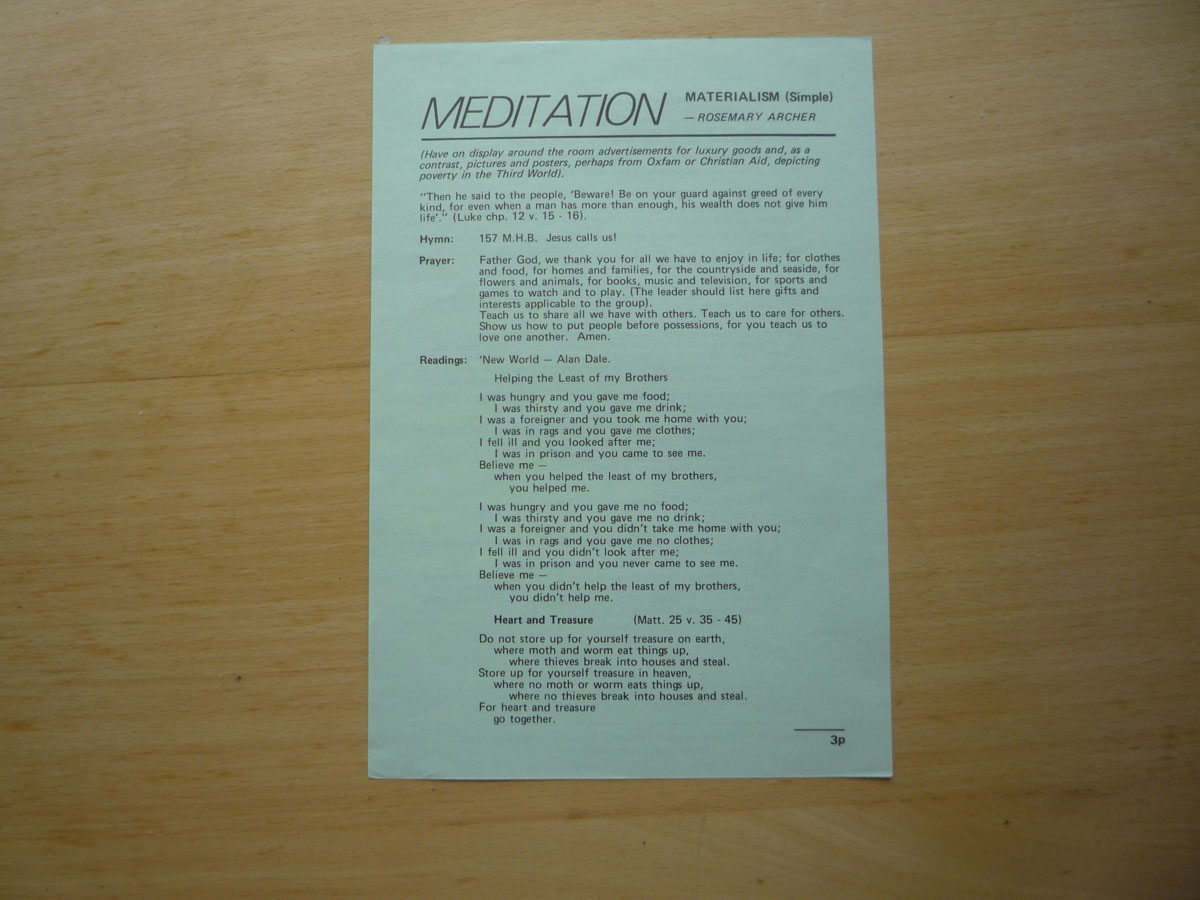 MEDITATION
MATERIALISM (Simple)
— ROSEMARY ARCHER
(Have on display around the room advertisements for luxury goods and, as a
contrast, pictures and posters, perhaps from Oxfam or Christian Aid, depicting
poverty in the Third World).
"Then he said to the people, 'Beware! Be on your guard against greed of every
kind, for even when a man has more than enough, his wealth does not give him
life'." (Luke chp. 12 v. 15 - 16).
Hymn: 157 M.H.B. Jesus calls us!
Prayer: Father God, we thank you for all we have to enjoy in life; for clothes
and food, for homes and families, for the countryside and seaside, for
flowers and animals, for books, music and television, for sports and
games to watch and to play. (The leader should list here gifts and
interests applicable to the group).
Teach us to share all we have with others. Teach us to care for others.
Show us how to put people before possessions, for you teach us to
love one another. Amen.
Readings: 'New World — Alan Dale.
Helping the Least of my Brothers
I was hungry and you gave me food;
I was thirsty and you gave me drink;
I was a foreigner and you took me home with you;
I was in rags and you gave me clothes;
I fell ill and you looked after me;
I was in prison and you came to see me.
Believe me —
when you helped the least of my brothers,
you helped me.
I was hungry and you gave me no food;
I was thirsty and you gave me no drink;
I was a foreigner and you didn't take me home with you;
I was in rags and you gave me no clothes;
I fell ill and you didn't look after me;
I was in prison and you never came to see me.
Believe me —
when you didn't help the least of my brothers,
you didn't help me.
Heart and Treasure (Matt. 25 v. 35 - 45)
Do not store up for yourself treasure on earth,
where moth and worm eat things up,
where thieves break into houses and steal.
Store up for yourself treasure in heaven,
where no moth or worm eats things up,
where no thieves break into houses and steal.
For heart and treasure
go together.
3p